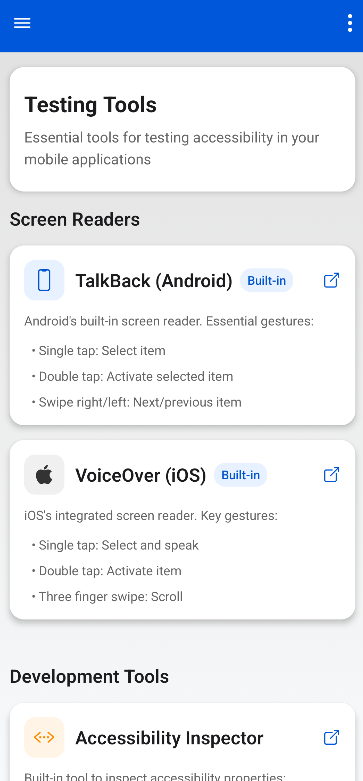 Testing Tools
Essential tools for testing accessibility in your
mobile applications
Screen Readers
TalkBack (Android) Built-in
Android's built-in screen reader. Essential gestures:
• Single tap: Select item
• Double tap: Activate selected item
• Swipe right/left: Next/previous item
VoiceOver (iOS) Built-in
iOS's integrated screen reader. Key gestures:
• Single tap: Select and speak
• Double tap: Activate item
• Three finger swipe: Scroll
Development Tools
Accessibility Inspector
Built-in tool to inspect accessibility properties: